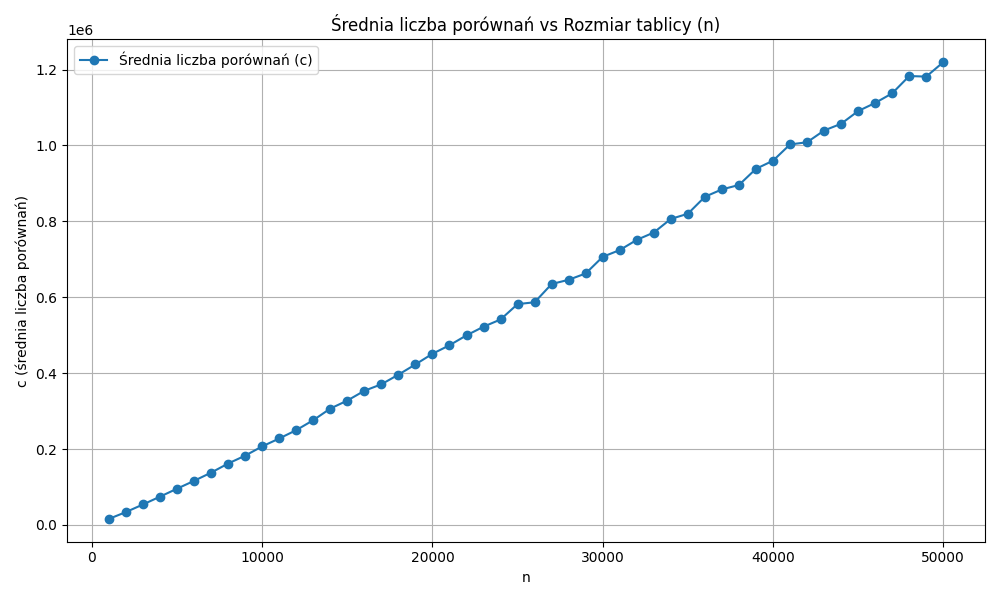 Średnia liczba porównań vs Rozmiar tablicy (n)
1e6
Średnia liczba porównań (c)
1.2
1.0
0.8
0.6
0.4
0.2
0.0
c (średnia liczba porównań)
0 10000 20000 30000 40000 50000
n